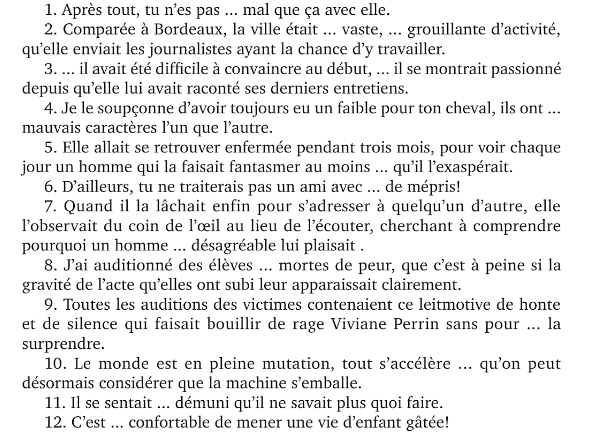 1. Après tout, tu n’es pas ... mal que ça avec elle.
2. Comparée à Bordeaux, la ville était ... vaste, ... grouillante d’activité,
qu’elle enviait les journalistes ayant la chance d’y travailler.
3. ... il avait été difficile à convaincre au début, ... il se montrait passionné
depuis qu’elle lui avait raconté ses derniers entretiens.
4. Je le soupçonne d’avoir toujours eu un faible pour ton cheval, ils ont ...
mauvais caractères l’un que l’autre.
5. Elle allait se retrouver enfermée pendant trois mois, pour voir chaque
jour un homme qui la faisait fantasmer au moins ... qu’il l’exaspérait.
6. D’ailleurs, tu ne traiterais pas un ami avec ... de mépris!
7. Quand il la lâchait enfin pour s’adresser à quelqu’un d’autre, elle
l’observait du coin de l’œil au lieu de l’écouter, cherchant à comprendre
pourquoi un homme ... désagréable lui plaisait .
8. J’ai auditionné des élèves ... mortes de peur, que c’est à peine si la
gravité de l’acte qu’elles ont subi leur apparaissait clairement.
9. Toutes les auditions des victimes contenaient ce leitmotive de honte
et de silence qui faisait bouillir de rage Viviane Perrin sans pour ... la
surprendre.
10. Le monde est en pleine mutation, tout s’accélère ... qu’on peut
désormais considérer que la machine s’emballe.
11. Il se sentait ... démuni qu’il ne savait plus quoi faire.
12. C’est ... confortable de mener une vie d’enfant gâtée!